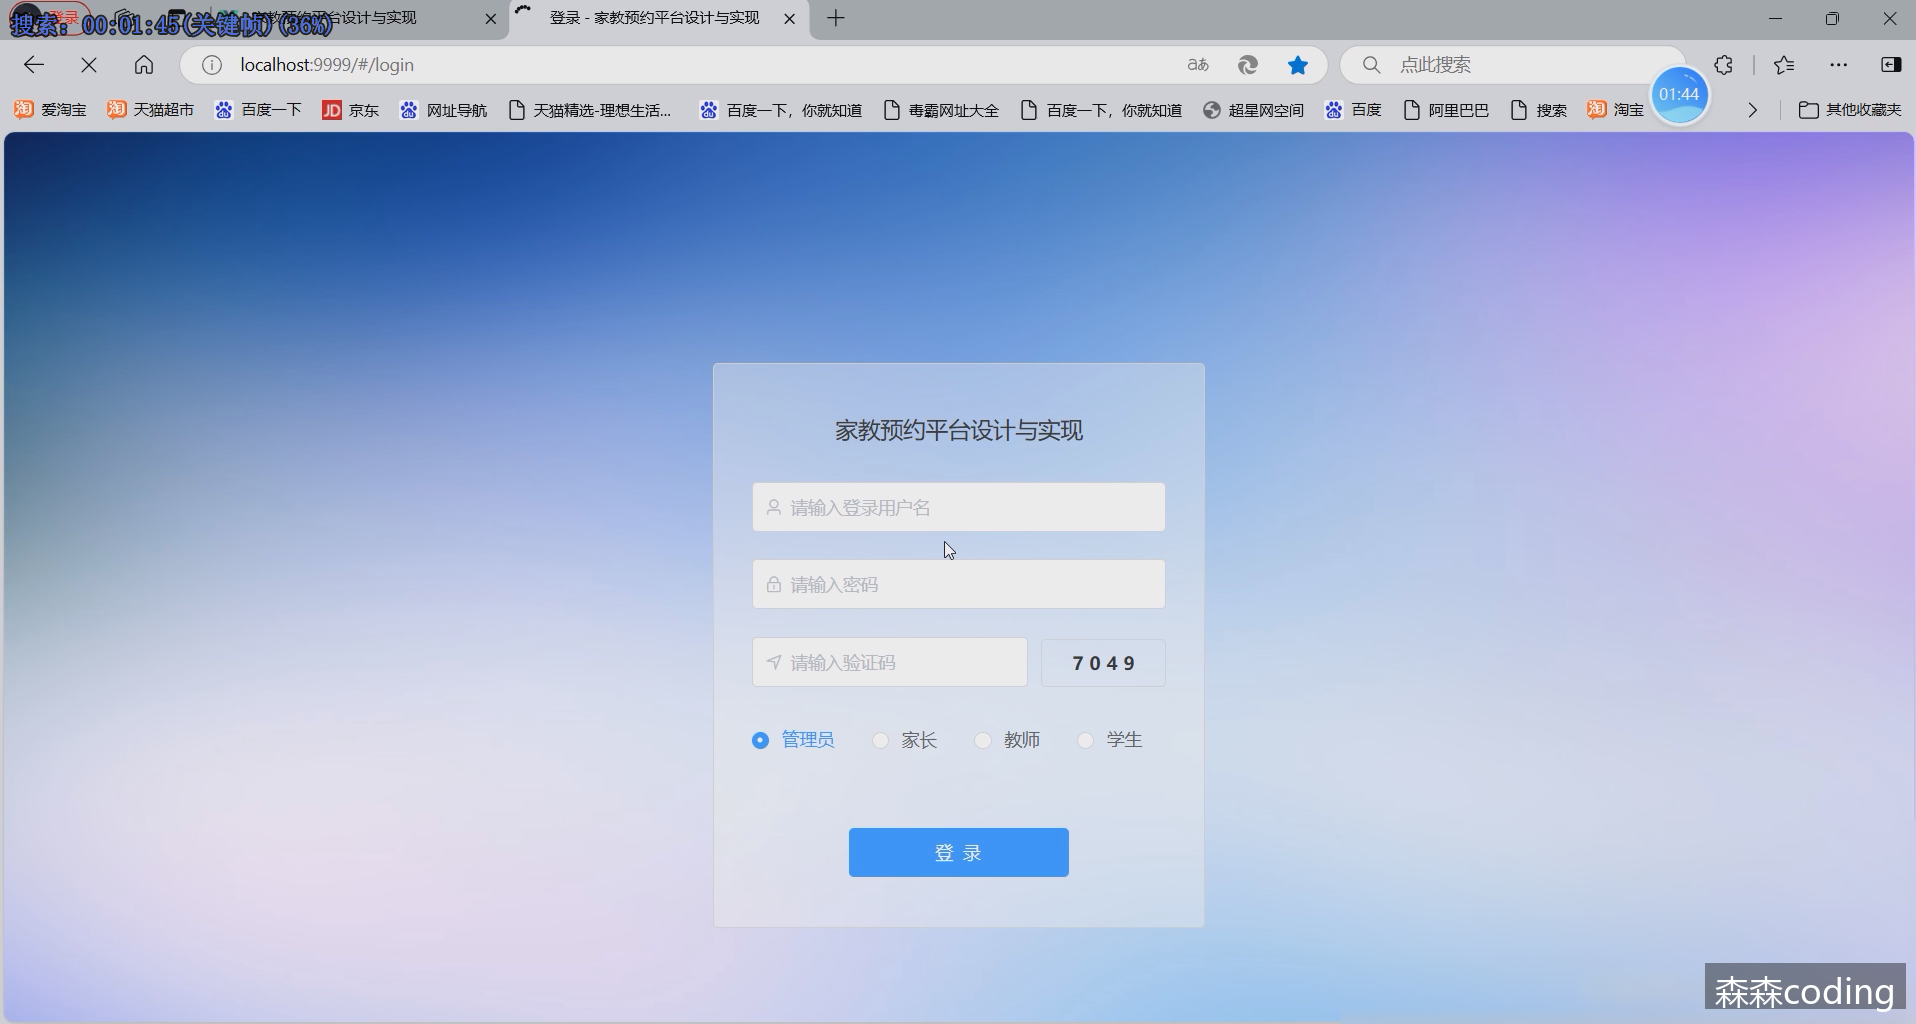 搜索: 00:01:45(关键帧)(36%)
登录
家教预约平台设计与实现
登录 - 家教预约平台设计与实现
localhost:9999/#/login
点此搜索
01:44
爱淘宝 天猫超市 百度一下 京东 网址导航 天猫精选-理想生活... 百度一下，你就知道 毒霸网址大全 百度一下，你就知道 超星网空间 百度 阿里巴巴 搜索 淘宝 其他收藏夹
家教预约平台设计与实现
请输入登录用户名
请输入密码
请输入验证码 7049
管理员 家长 教师 学生
登 录
森森coding